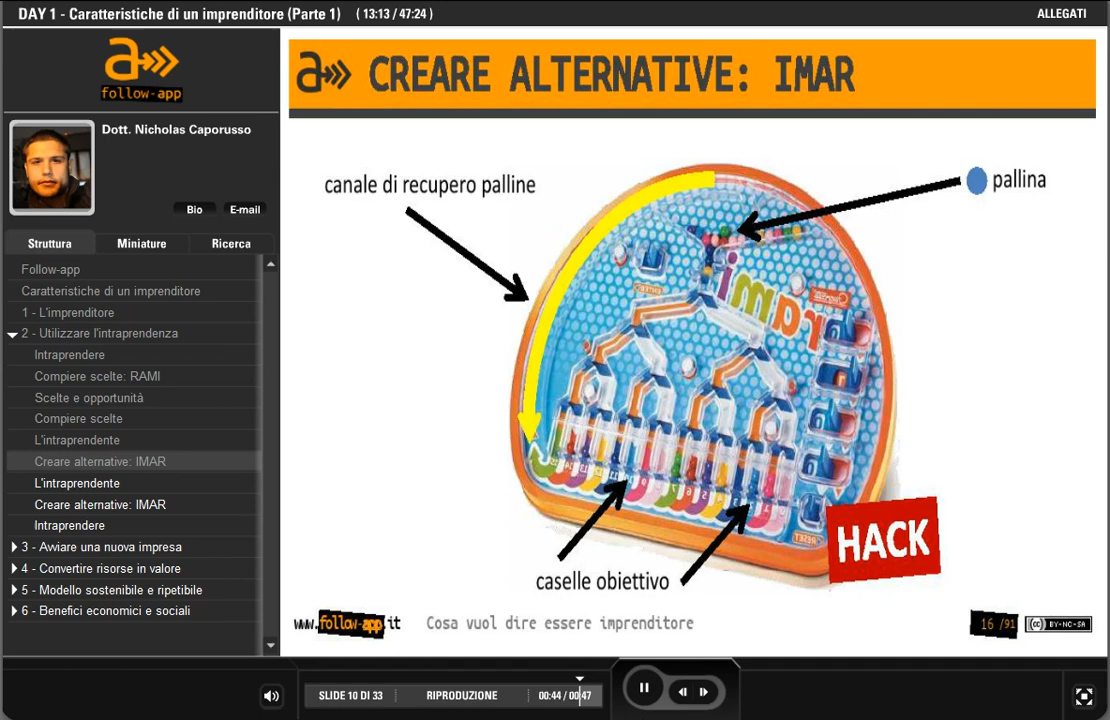 DAY 1 - Caratteristiche di un imprenditore (Parte 1) ( 13:13 / 47:24 )
ALLEGATI
a
follow-app
Dott. Nicholas Caporusso
Bio
E-mail
Struttura
Miniature
Ricerca
Follow-app
Caratteristiche di un imprenditore
1 - L'imprenditore
2 - Utilizzare l'intraprendenza
Intraprendere
Compiere scelte: RAMI
Scelte e opportunità
Compiere scelte
L'intraprendente
Creare alternative: IMAR
L'intraprendente
Creare alternative: IMAR
Intraprendere
3 - Avviare una nuova impresa
4 - Convertire risorse in valore
5 - Modello sostenibile e ripetibile
6 - Benefici economici e sociali
a CREARE ALTERNATIVE: IMAR
canale di recupero palline
pallina
imar
caselle obiettivo
HACK
www.follow-app.it
Cosa vuol dire essere imprenditore
16 /91
(cc) BY-NC-SA
SLIDE 10 DI 33
RIPRODUZIONE
00:44 / 00:47